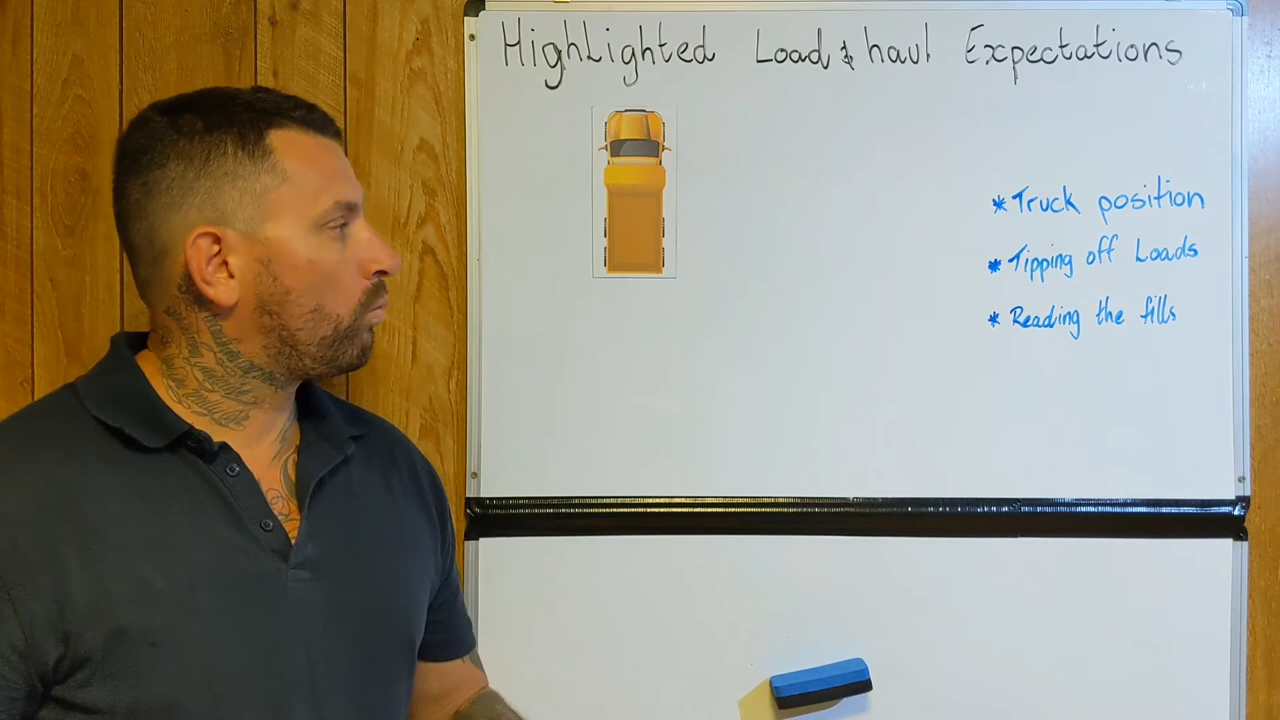 HighLighted Load & haul Expectations
* Truck position
* Tipping off Loads
* Reading the fills